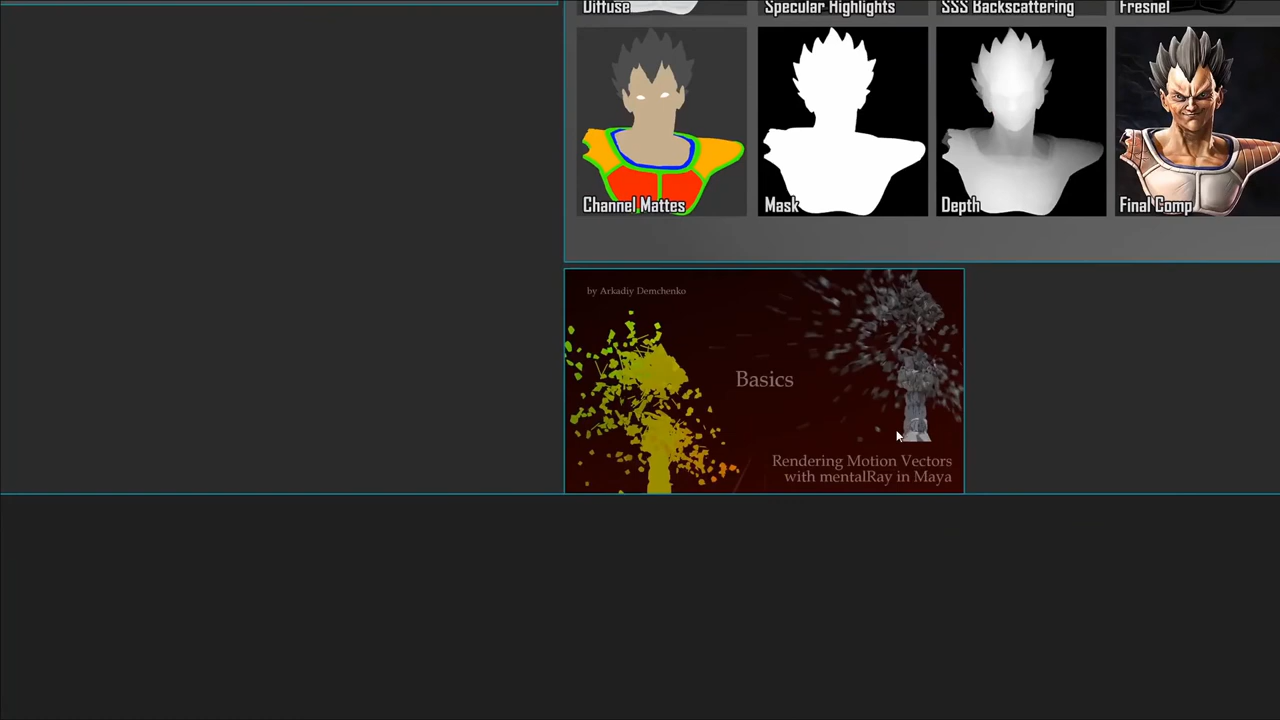 Diffuse
Specular Highlights
SSS Backscattering
Fresnel
Channel Mattes
Mask
Depth
Final Comp
by Arkadiy Demchenko
Basics
Rendering Motion Vectors
with mentalRay in Maya